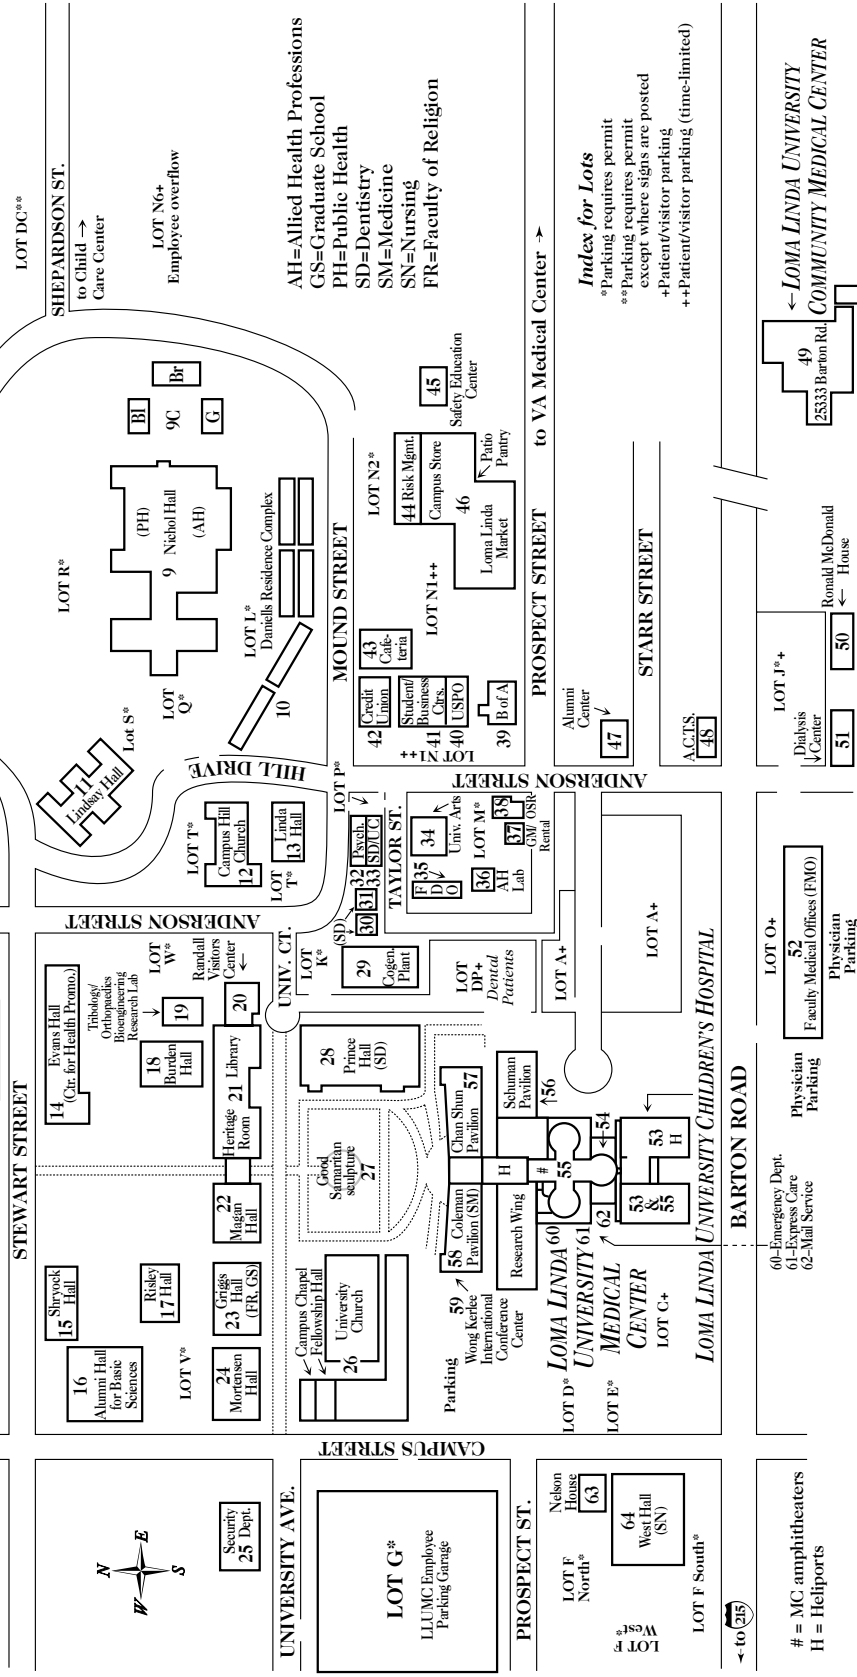 STEWART STREET
16
Alumni Hall
for Basic
Sciences
Shryock
15 Hall
14 Evans Hall
(Ctr. for Health Promo.)
Tribology/
Orthopaedics
Bioengineering
Research Lab
LOT
W*
Randall
Visitors
Center
18
Burden
Hall
19
20
21 Library
Heritage
Room
22
Magan
Hall
Risley
17 Hall
LOT V*
Griggs
23 Hall
(FR, GS)
24
Mortensen
Hall
ANDERSON STREET
LOT T*
Campus Hill
Church
12
Linda
13 Hall
LOT
T*
11
Lindsay Hall
Lot S*
LOT
Q*
HILL DRIVE
LOT R*
(PH)
9 Nichol Hall
(AH)
Bl
9C
Br
G
LOT L*
Daniells Residence Complex
10
LOT DC**
SHEPARDSON ST.
to Child →
Care Center
LOT N6+
Employee overflow
AH=Allied Health Professions
GS=Graduate School
PH=Public Health
SD=Dentistry
SM=Medicine
SN=Nursing
FR=Faculty of Religion
N
E
S
W
Security
25 Dept.
UNIVERSITY AVE.
CAMPUS STREET
LOT G*
LLUMC Employee
Parking Garage
Campus Chapel
Fellowship Hall
University
Church
26
Good
Samaritan
sculpture
27
28
Prince
Hall
(SD)
UNIV. CT.
LOT
K*
29
Cogen.
Plant
(SD)
30
31
32
33
Psych.
SD/UC
LOT P*
TAYLOR ST.
34
Univ. Arts
F 35
D
O
36
AH
Lab
LOT M*
37
38
GM/ OSR
Rental
LOT
DP+
Dental
Patients
MOUND STREET
LOT N2*
42 Credit
Union
43
Cafe-
teria
LOT N1++
Student/
Business
Ctrs.
41
40 USPO
39 B of A
LOT N1++
44 Risk Mgmt.
Campus Store
46
Loma Linda
Market
Patio
Pantry
45
Safety Education
Center
ANDERSON STREET
PROSPECT STREET
to VA Medical Center →
Alumni
Center
47
STARR STREET
A.C.T.S.
48
Index for Lots
*Parking requires permit
**Parking requires permit
except where signs are posted
+Patient/visitor parking
++Patient/visitor parking (time-limited)
PROSPECT ST.
Parking
59
Wong Kerlee
International
Conference
Center
58 Coleman
Pavilion (SM)
Chan Shun
Pavilion 57
Research Wing
H
Schuman
Pavilion
↑56
#
55
←54
53
H
53
&
55
60
61
62
LOMA LINDA
UNIVERSITY
MEDICAL
CENTER
LOT D*
LOT E*
LOT C+
LOT A+
LOT A+
LOMA LINDA UNIVERSITY CHILDREN'S HOSPITAL
Nelson
House
63
64
West Hall
(SN)
LOT F
North*
LOT F
West*
LOT F South*
←to 215
BARTON ROAD
60–Emergency Dept.
61–Express Care
62–Mail Service
# = MC amphitheaters
H = Heliports
Physician
Parking
LOT O+
52
Faculty Medical Offices (FMO)
Physician
Parking
LOT J*+
Dialysis
Center
51
50
Ronald McDonald
← House
49
25333 Barton Rd.
←LOMA LINDA UNIVERSITY
COMMUNITY MEDICAL CENTER